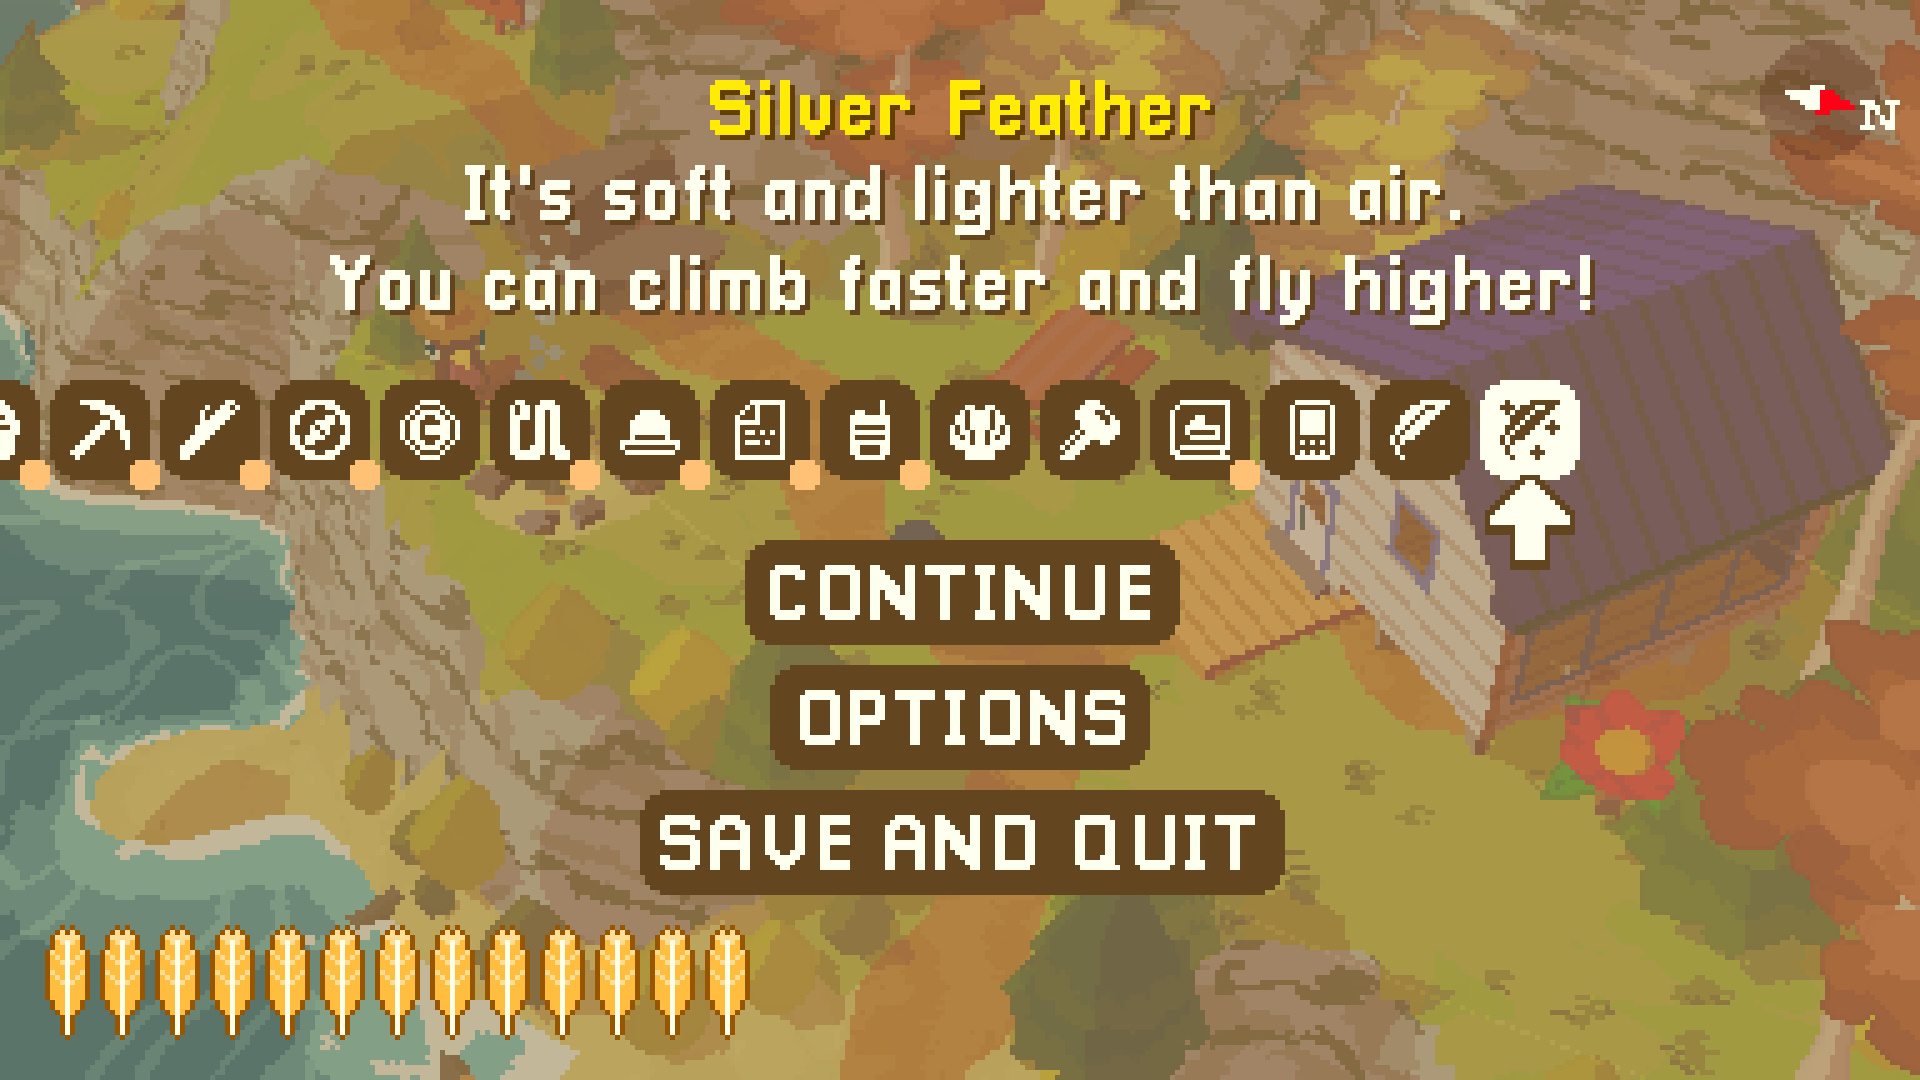 Silver Feather
N
It's soft and lighter than air.
You can climb faster and fly higher!
C
CONTINUE
OPTIONS
SAVE AND QUIT